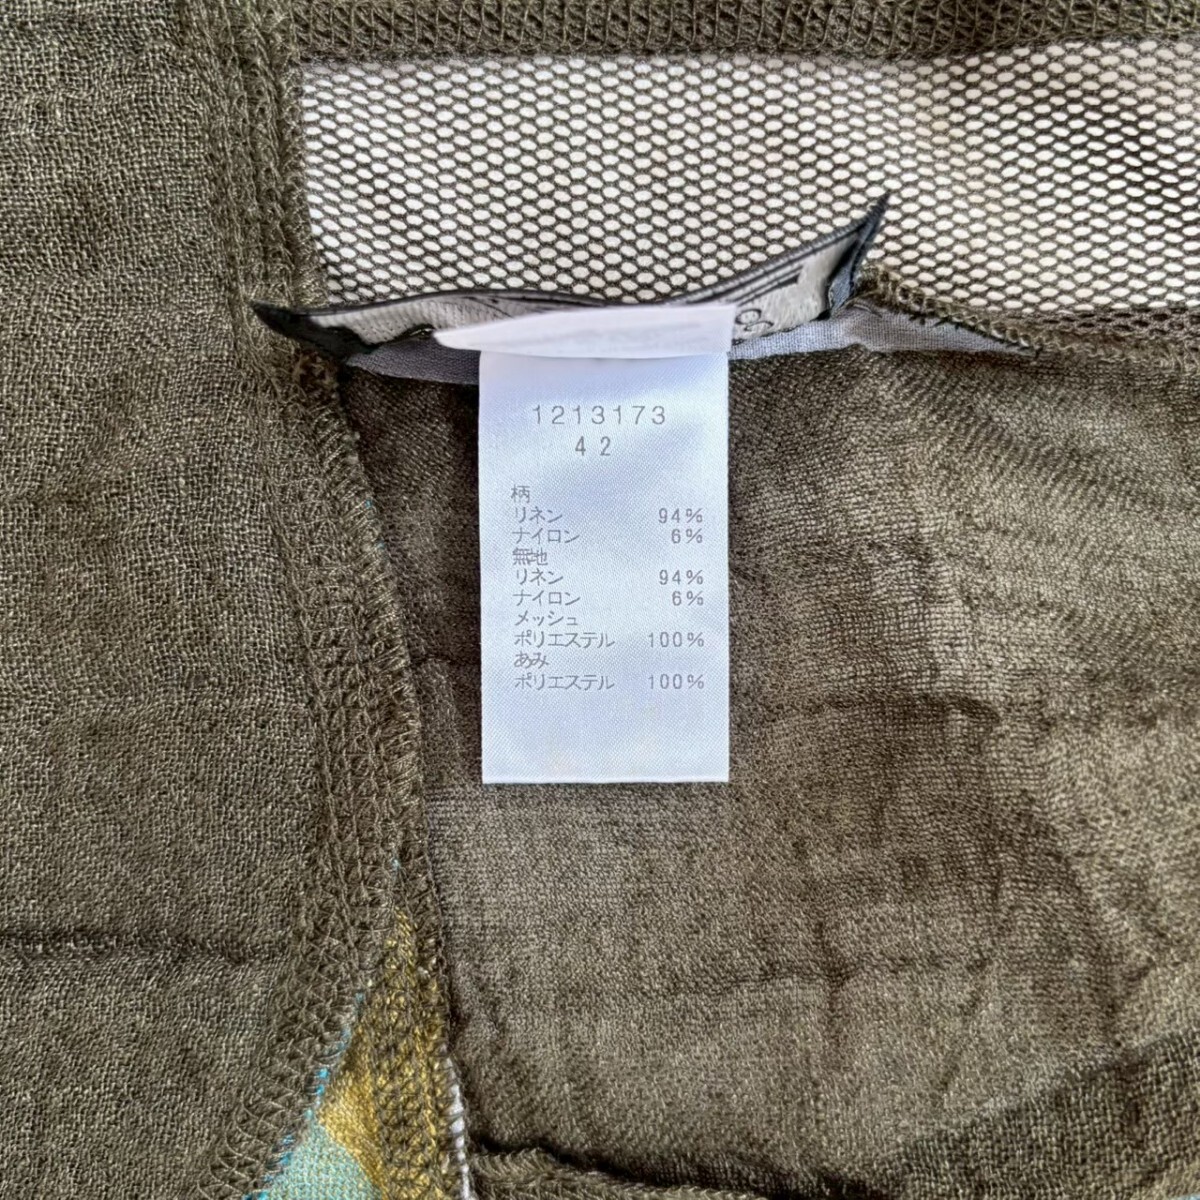 1213173
42
柄
リネン 94%
ナイロン 6%
無地
リネン 94%
ナイロン 6%
メッシュ
ポリエステル 100%
あみ
ポリエステル 100%